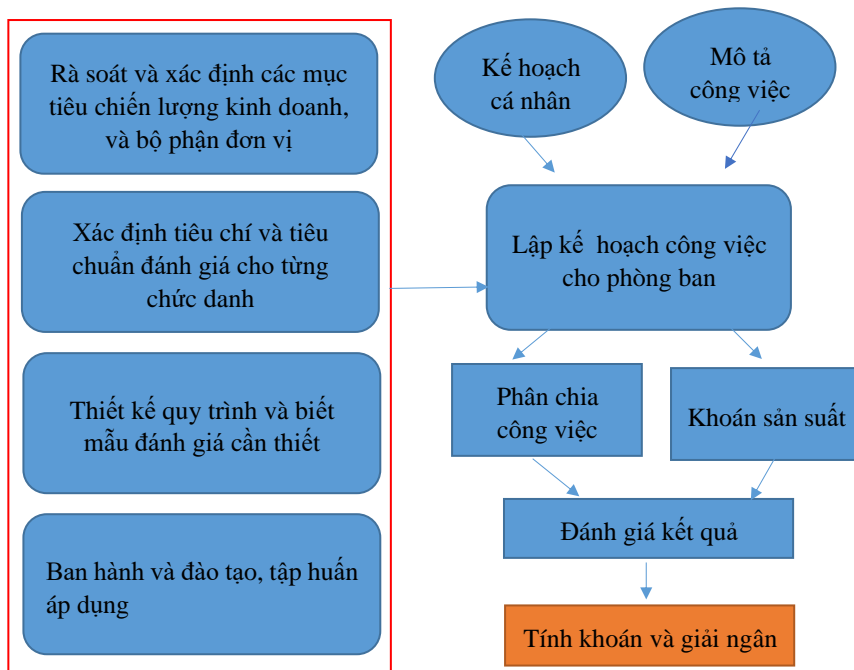 Rà soát và xác định các mục
tiêu chiến lượng kinh doanh,
và bộ phận đơn vị
Xác định tiêu chí và tiêu
chuẩn đánh giá cho từng
chức danh
Thiết kế quy trình và biết
mẫu đánh giá cần thiết
Ban hành và đào tạo, tập huấn
áp dụng
Kế hoạch
cá nhân
Mô tả
công việc
Lập kế hoạch công việc
cho phòng ban
Phân chia
công việc
Khoán sản suất
Đánh giá kết quả
Tính khoán và giải ngân